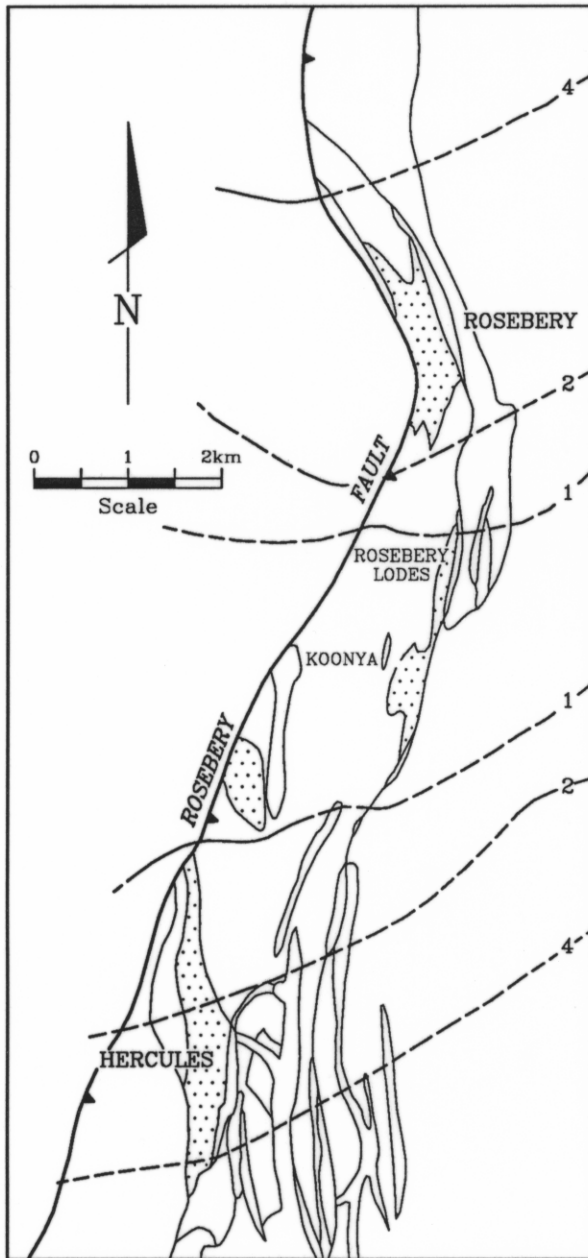 4
ROSEBERY
N
2
0 1 2km
Scale
FAULT
1
ROSEBERY
LODES
KOONYA
1
ROSEBERY
2
4
HERCULES